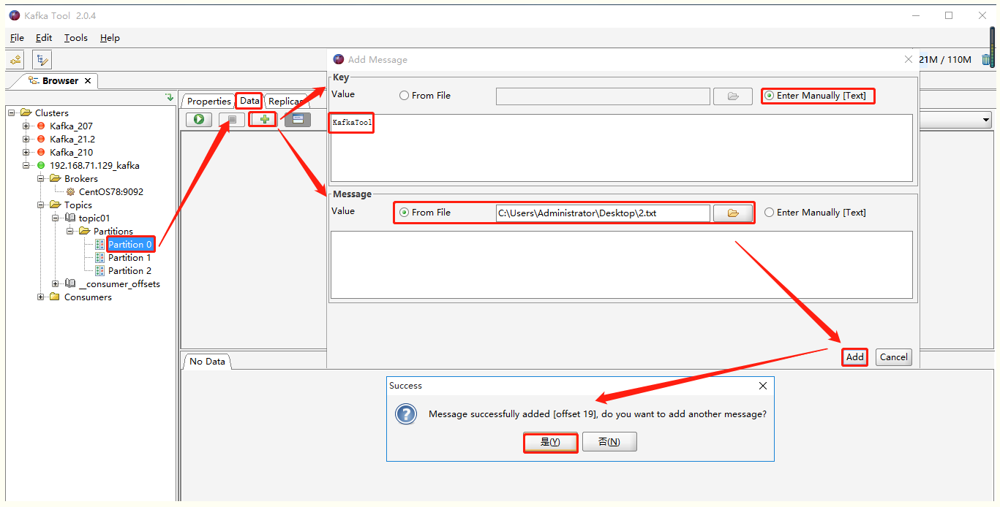 Kafka Tool 2.0.4
File Edit Tools Help
Add Message
21M / 110M
Browser
Key
Value
From File
Enter Manually [Text]
Properties
Data
Replicas
KafkaTool
Clusters
Kafka_207
Kafka_21.2
Kafka_210
192.168.71.129_kafka
Brokers
CentOS78:9092
Topics
topic01
Partitions
Partition 0
Partition 1
Partition 2
__consumer_offsets
Consumers
Message
Value
From File
C:\Users\Administrator\Desktop\2.txt
Enter Manually [Text]
Add
Cancel
No Data
Success
Message successfully added [offset 19], do you want to add another message?
是(Y)
否(N)